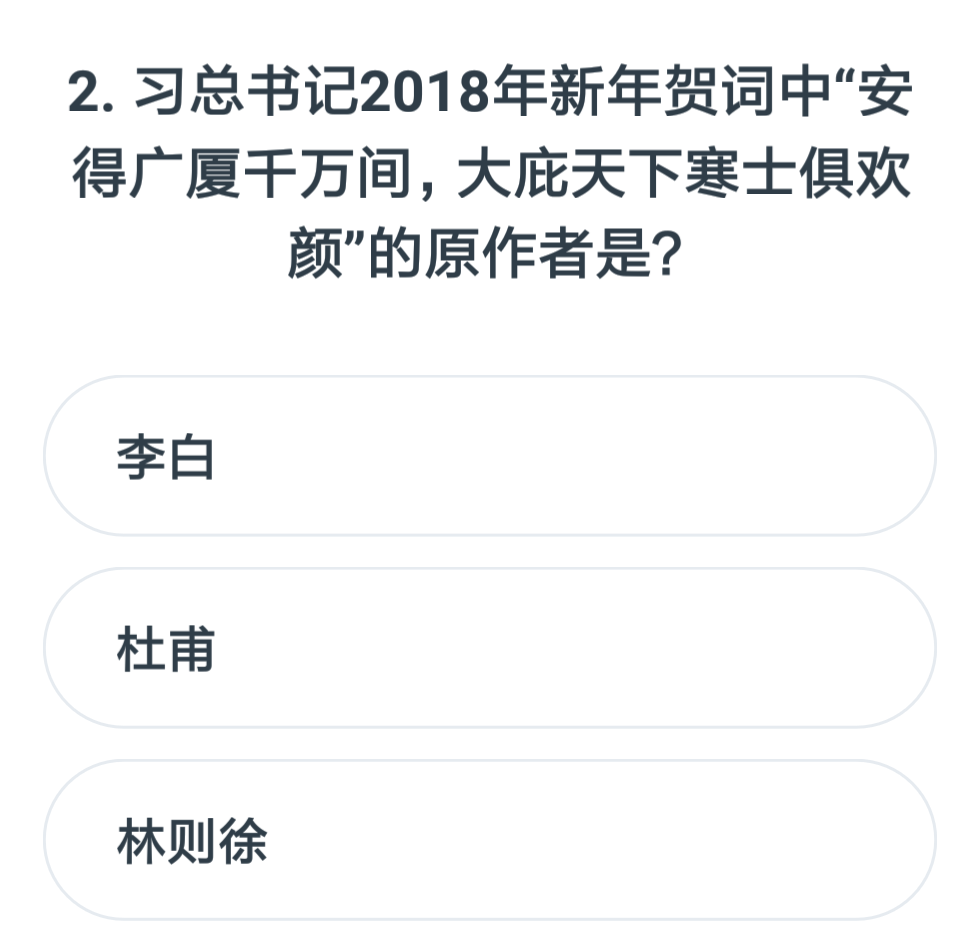 2. 习总书记2018年新年贺词中“安
得广厦千万间，大庇天下寒士俱欢
颜”的原作者是？
李白
杜甫
林则徐